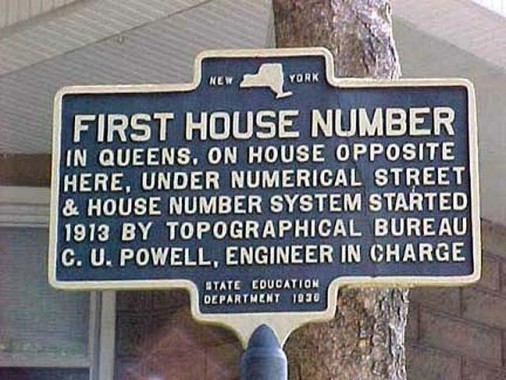 NEW YORK
FIRST HOUSE NUMBER
IN QUEENS, ON HOUSE OPPOSITE
HERE, UNDER NUMERICAL STREET
& HOUSE NUMBER SYSTEM STARTED
1913 BY TOPOGRAPHICAL BUREAU
C. U. POWELL, ENGINEER IN CHARGE
STATE EDUCATION
DEPARTMENT 1936